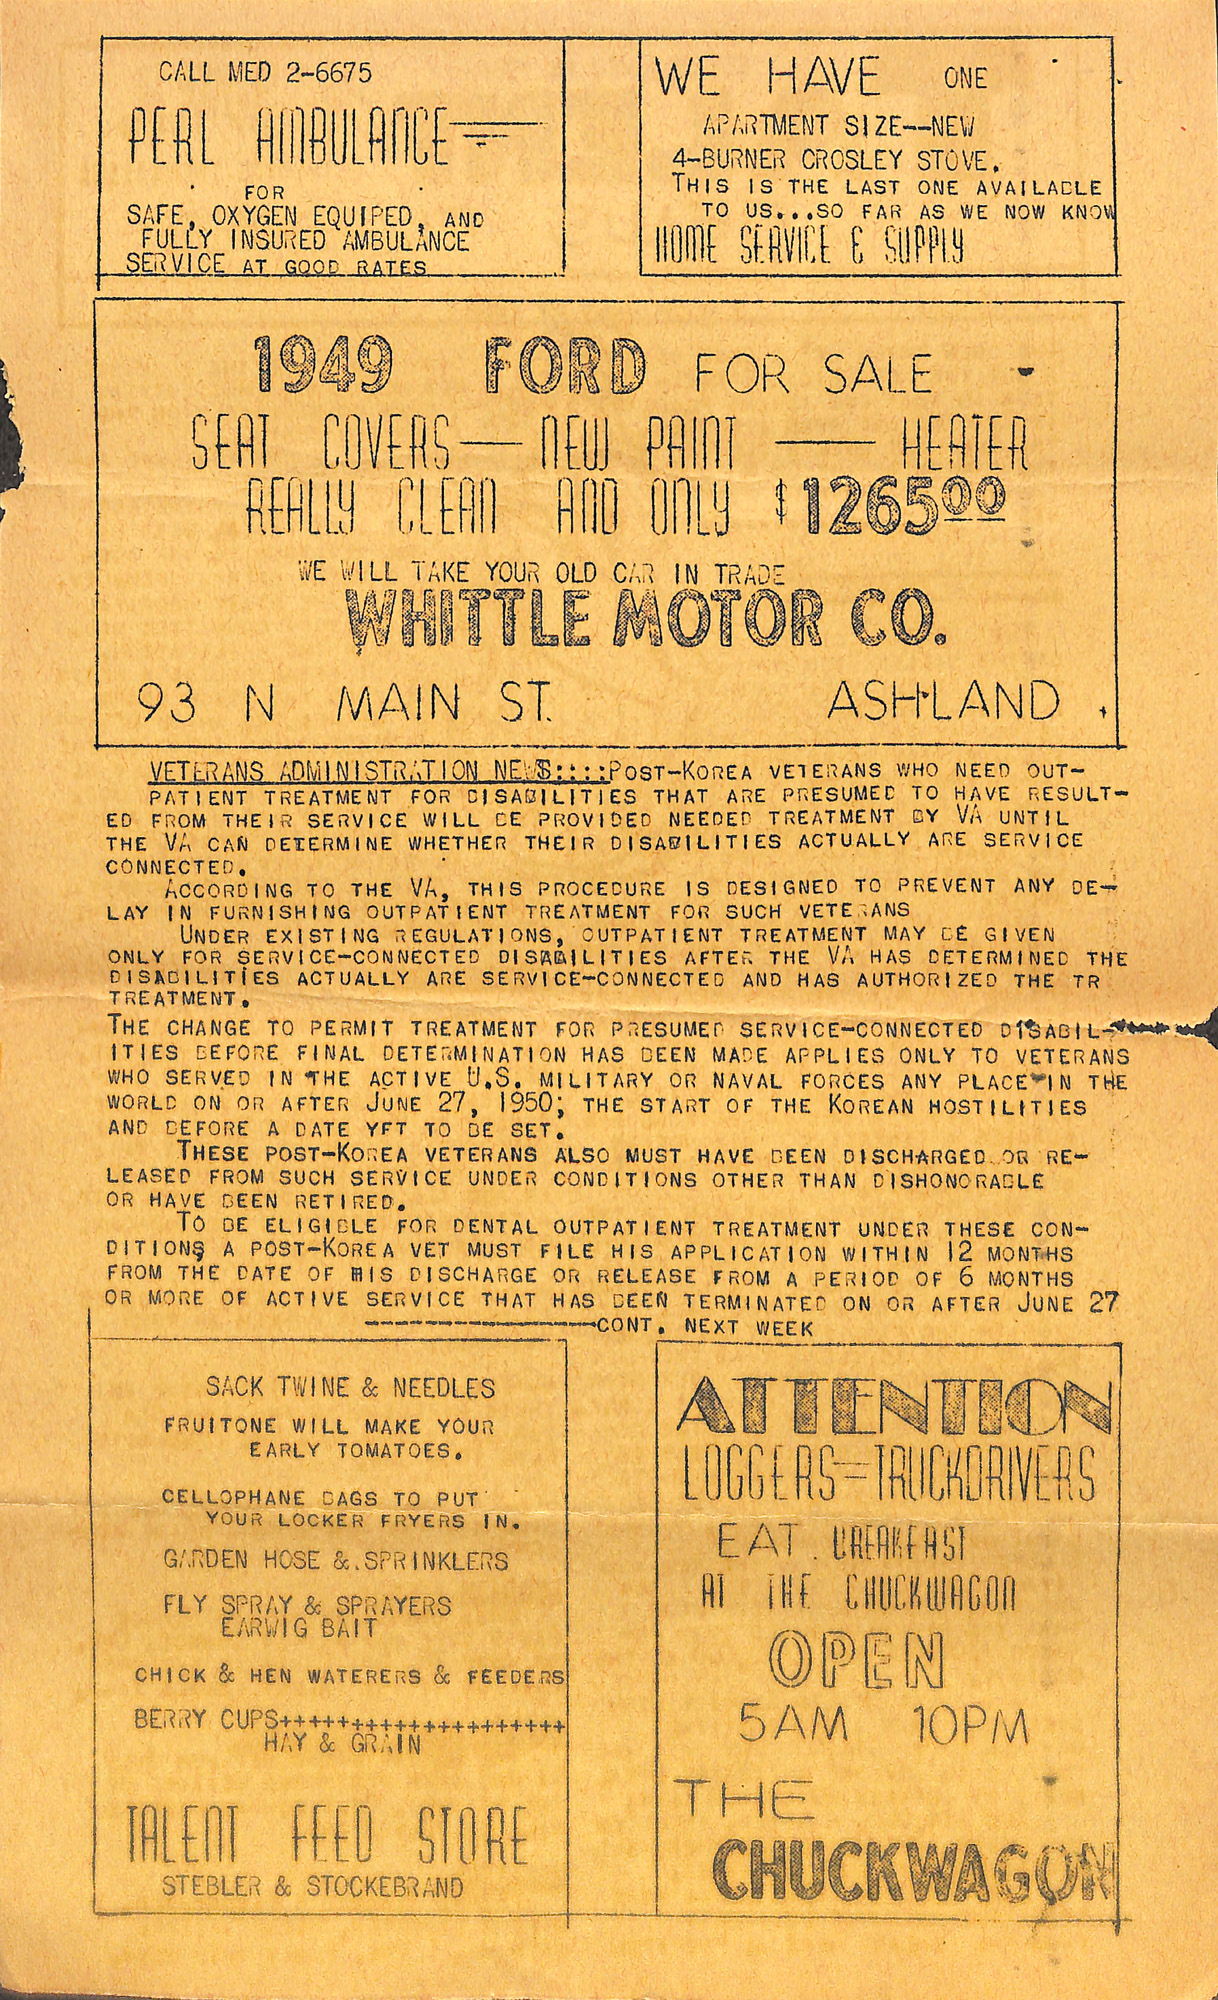 CALL MED 2-6675
PERL AMBULANCE
FOR
SAFE, OXYGEN EQUIPED, AND
FULLY INSURED AMBULANCE
SERVICE AT GOOD RATES
WE HAVE ONE
APARTMENT SIZE--NEW
4-BURNER CROSLEY STOVE.
THIS IS THE LAST ONE AVAILABLE
TO US...SO FAR AS WE NOW KNOW
HOME SERVICE & SUPPLY
1949 FORD FOR SALE
SEAT COVERS — NEW PAINT — HEATER
REALLY CLEAN AND ONLY $126500
WE WILL TAKE YOUR OLD CAR IN TRADE
WHITTLE MOTOR CO.
93 N MAIN ST. ASHLAND
VETERANS ADMINISTRATION NEWS::::POST-KOREA VETERANS WHO NEED OUT-
PATIENT TREATMENT FOR DISABILITIES THAT ARE PRESUMED TO HAVE RESULT-
ED FROM THEIR SERVICE WILL BE PROVIDED NEEDED TREATMENT BY VA UNTIL
THE VA CAN DETERMINE WHETHER THEIR DISABILITIES ACTUALLY ARE SERVICE
CONNECTED.
ACCORDING TO THE VA, THIS PROCEDURE IS DESIGNED TO PREVENT ANY DE-
LAY IN FURNISHING OUTPATIENT TREATMENT FOR SUCH VETERANS
UNDER EXISTING REGULATIONS, OUTPATIENT TREATMENT MAY BE GIVEN
ONLY FOR SERVICE-CONNECTED DISABILITIES AFTER THE VA HAS DETERMINED THE
DISABILITIES ACTUALLY ARE SERVICE-CONNECTED AND HAS AUTHORIZED THE TR
TREATMENT.
THE CHANGE TO PERMIT TREATMENT FOR PRESUMED SERVICE-CONNECTED DISABIL-
ITIES BEFORE FINAL DETERMINATION HAS BEEN MADE APPLIES ONLY TO VETERANS
WHO SERVED IN THE ACTIVE U.S. MILITARY OR NAVAL FORCES ANY PLACE IN THE
WORLD ON OR AFTER JUNE 27, 1950; THE START OF THE KOREAN HOSTILITIES
AND BEFORE A DATE YET TO BE SET.
THESE POST-KOREA VETERANS ALSO MUST HAVE BEEN DISCHARGED OR RE-
LEASED FROM SUCH SERVICE UNDER CONDITIONS OTHER THAN DISHONORABLE
OR HAVE BEEN RETIRED.
TO BE ELIGIBLE FOR DENTAL OUTPATIENT TREATMENT UNDER THESE CON-
DITIONS A POST-KOREA VET MUST FILE HIS APPLICATION WITHIN 12 MONTHS
FROM THE DATE OF HIS DISCHARGE OR RELEASE FROM A PERIOD OF 6 MONTHS
OR MORE OF ACTIVE SERVICE THAT HAS BEEN TERMINATED ON OR AFTER JUNE 27
----------------CONT. NEXT WEEK
SACK TWINE & NEEDLES
FRUITONE WILL MAKE YOUR
EARLY TOMATOES.
CELLOPHANE BAGS TO PUT
YOUR LOCKER FRYERS IN.
GARDEN HOSE & SPRINKLERS
FLY SPRAY & SPRAYERS
EARWIG BAIT
CHICK & HEN WATERERS & FEEDERS
BERRY CUPS++++++++++++++++++++
HAY & GRAIN
TALENT FEED STORE
STEBLER & STOCKEBRAND
ATTENTION
LOGGERS=TRUCKDRIVERS
EAT BREAKFAST
AT THE CHUCKWAGON
OPEN
5AM 10PM
THE
CHUCKWAGON